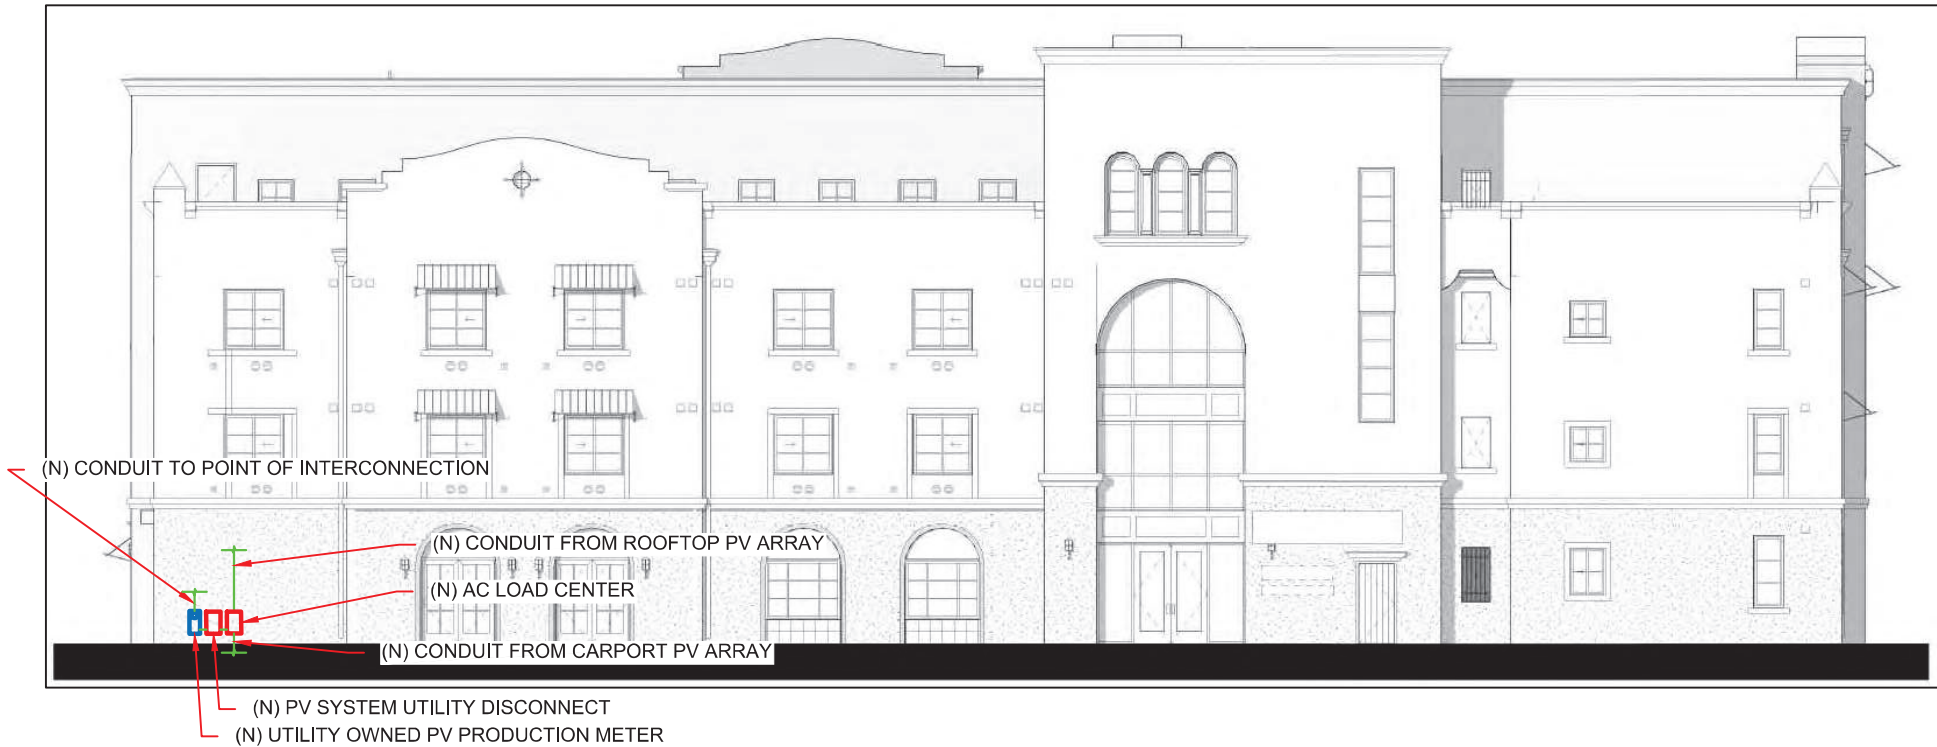 (N) CONDUIT TO POINT OF INTERCONNECTION
(N) CONDUIT FROM ROOFTOP PV ARRAY
(N) AC LOAD CENTER
(N) CONDUIT FROM CARPORT PV ARRAY
(N) PV SYSTEM UTILITY DISCONNECT
(N) UTILITY OWNED PV PRODUCTION METER